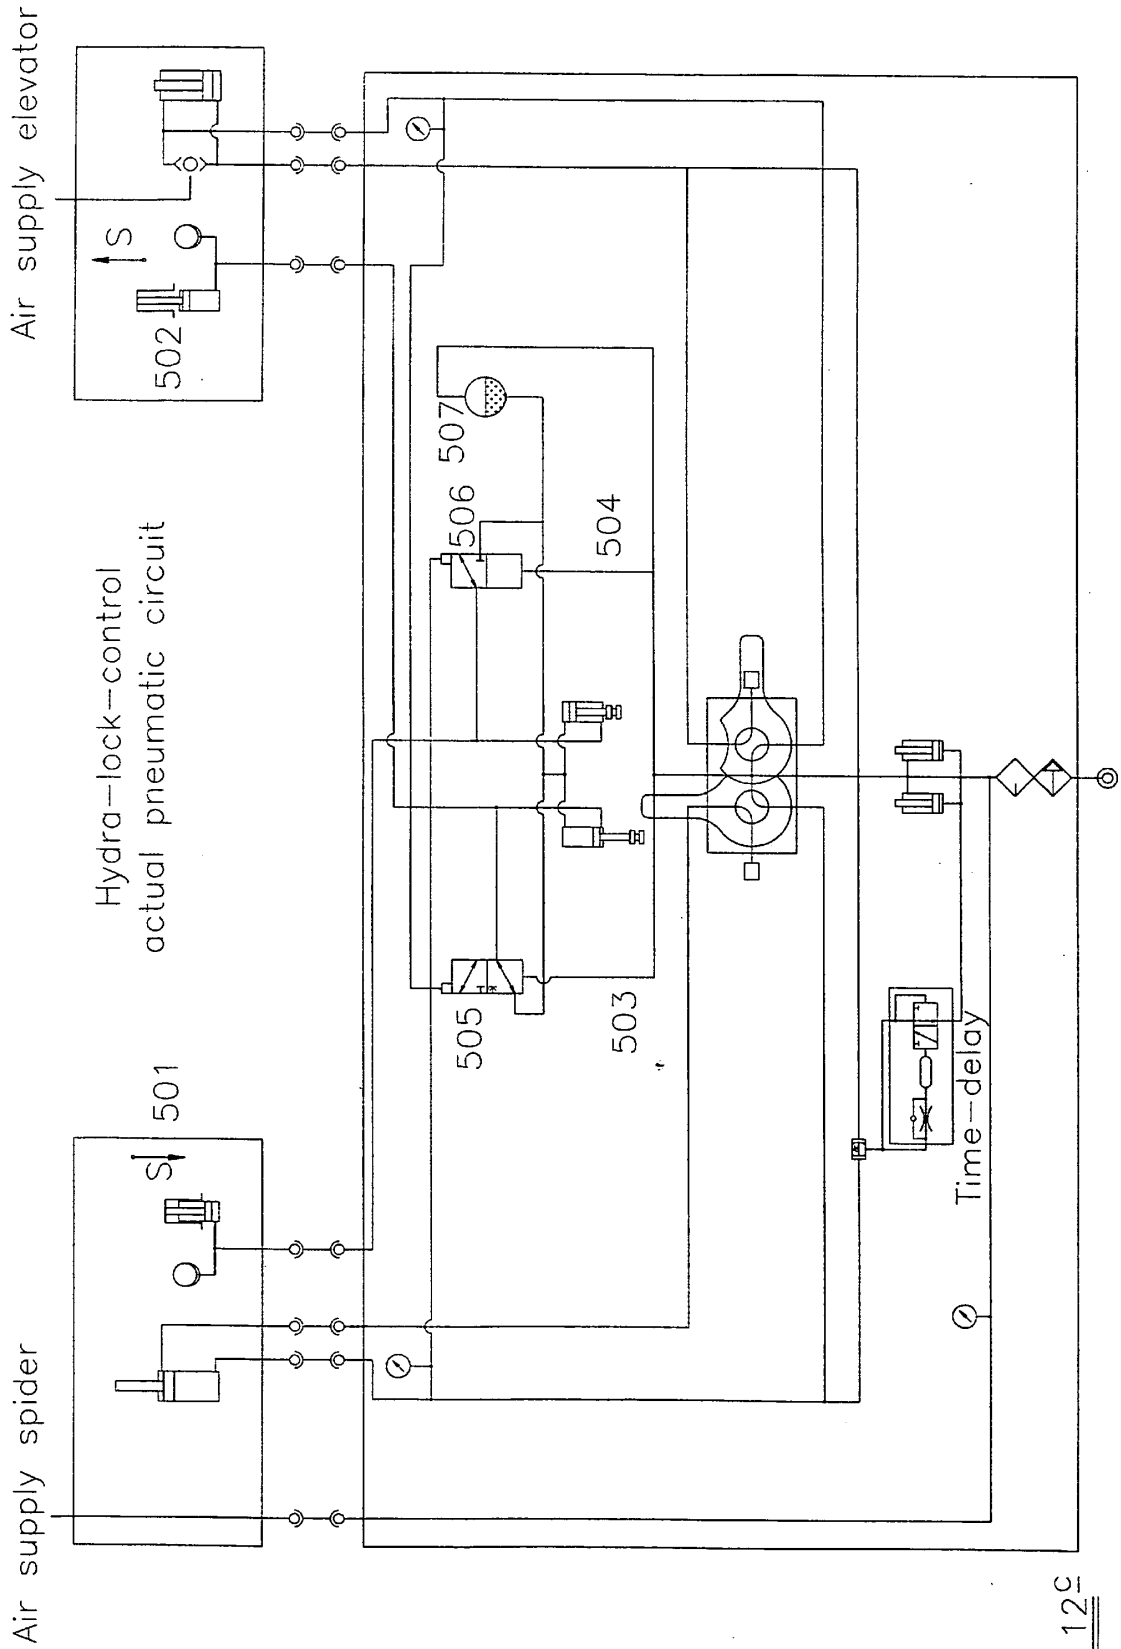 Air supply spider
Air supply elevator
Hydra-lock-control
actual pneumatic circuit
S
501
S
502
505
506
507
503
504
Time-delay
12c